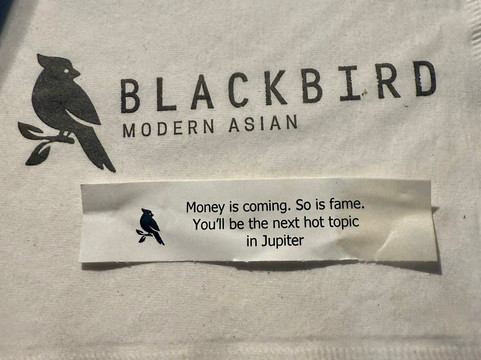 BLACKBIRD
MODERN ASIAN
Money is coming. So is fame.
You'll be the next hot topic
in Jupiter